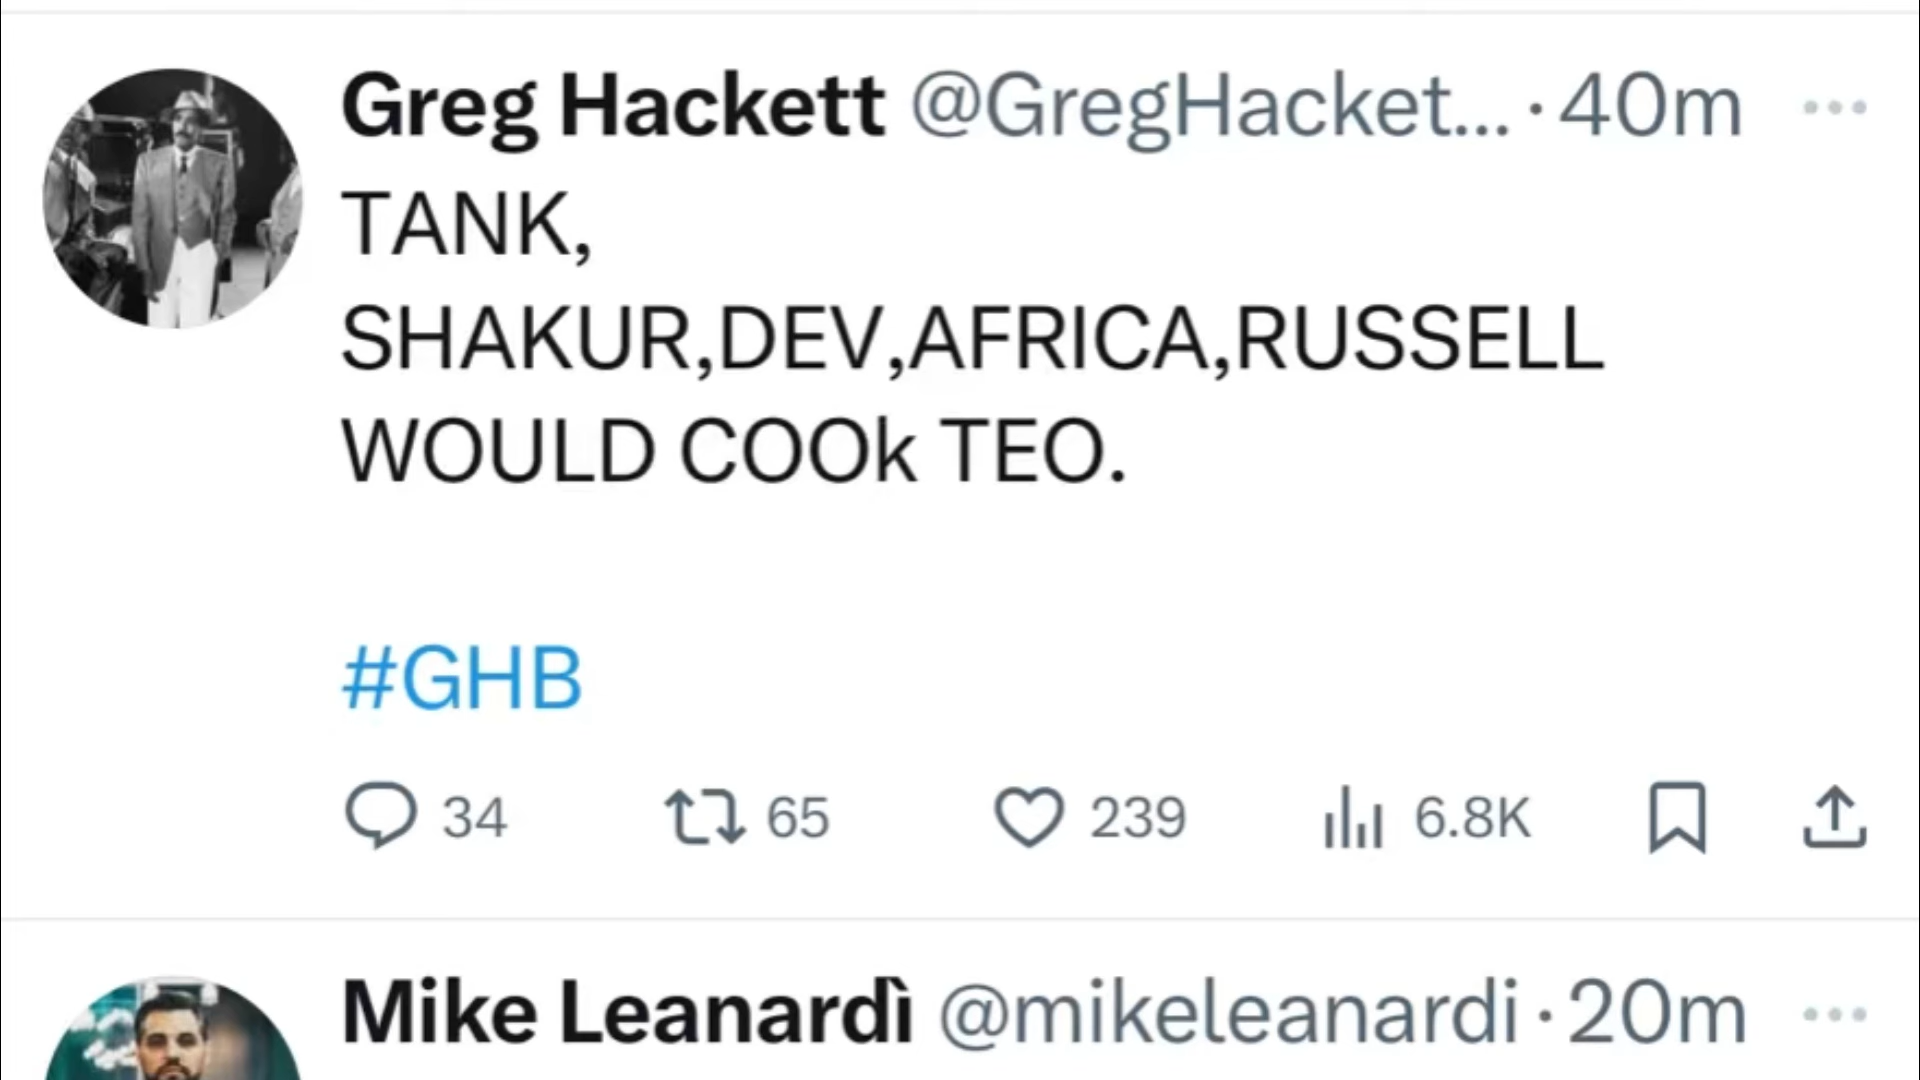 Greg Hackett @GregHacket... · 40m
TANK,
SHAKUR,DEV,AFRICA,RUSSELL
WOULD COOk TEO.
#GHB
34 65 239 6.8K
Mike Leanardì @mikeleanardi · 20m